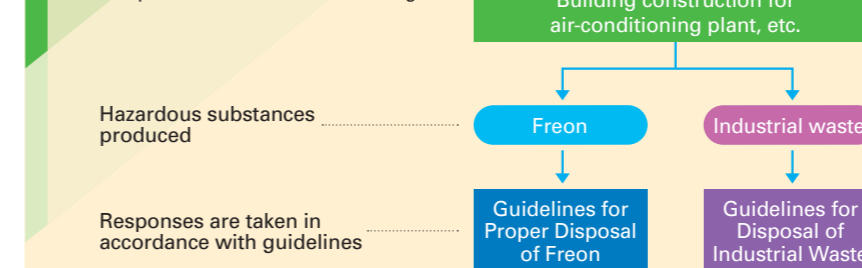 Building construction for
air-conditioning plant, etc.
Hazardous substances
produced
Freon
Industrial waste
Responses are taken in
accordance with guidelines
Guidelines for
Proper Disposal
of Freon
Guidelines for
Disposal of
Industrial Waste